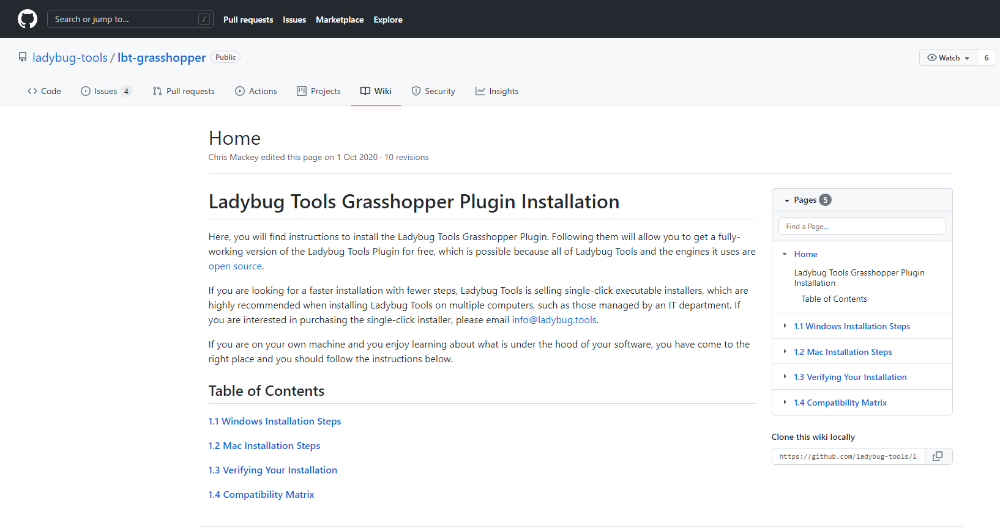 Search or jump to... /
Pull requests Issues Marketplace Explore
ladybug-tools / lbt-grasshopper Public
Watch 6
Code Issues 4 Pull requests Actions Projects Wiki Security Insights
Home
Chris Mackey edited this page on 1 Oct 2020 · 10 revisions
Ladybug Tools Grasshopper Plugin Installation
Here, you will find instructions to install the Ladybug Tools Grasshopper Plugin. Following them will allow you to get a fully-
working version of the Ladybug Tools Plugin for free, which is possible because all of Ladybug Tools and the engines it uses are
open source.
If you are looking for a faster installation with fewer steps, Ladybug Tools is selling single-click executable installers, which are
highly recommended when installing Ladybug Tools on multiple computers, such as those managed by an IT department. If
you are interested in purchasing the single-click installer, please email info@ladybug.tools.
If you are on your own machine and you enjoy learning about what is under the hood of your software, you have come to the
right place and you should follow the instructions below.
Table of Contents
1.1 Windows Installation Steps
1.2 Mac Installation Steps
1.3 Verifying Your Installation
1.4 Compatibility Matrix
Pages 5
Find a Page...
Home
Ladybug Tools Grasshopper Plugin
Installation
Table of Contents
1.1 Windows Installation Steps
1.2 Mac Installation Steps
1.3 Verifying Your Installation
1.4 Compatibility Matrix
Clone this wiki locally
https://github.com/ladybug-tools/l